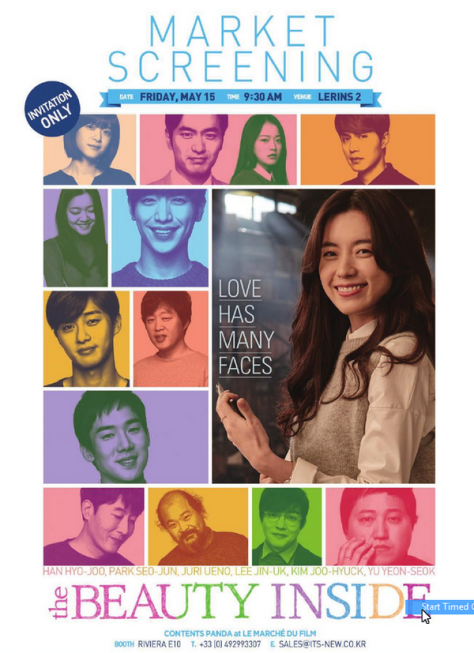 MARKET
SCREENING
DATE FRIDAY, MAY 15 TIME 9:30 AM VENUE LERINS 2
INVITATION
ONLY
LOVE
HAS
MANY
FACES
HAN HYO-JOO, PARK SEO-JUN, JURI UENO, LEE JIN-UK, KIM JOO-HYUCK, YU YEON-SEOK
the BEAUTY INSIDE
Start Timed
CONTENTS PANDA at LE MARCHÉ DU FILM
BOOTH RIVIERA E10 T. +33 (0) 492993307 E. SALES@ITS-NEW.CO.KR